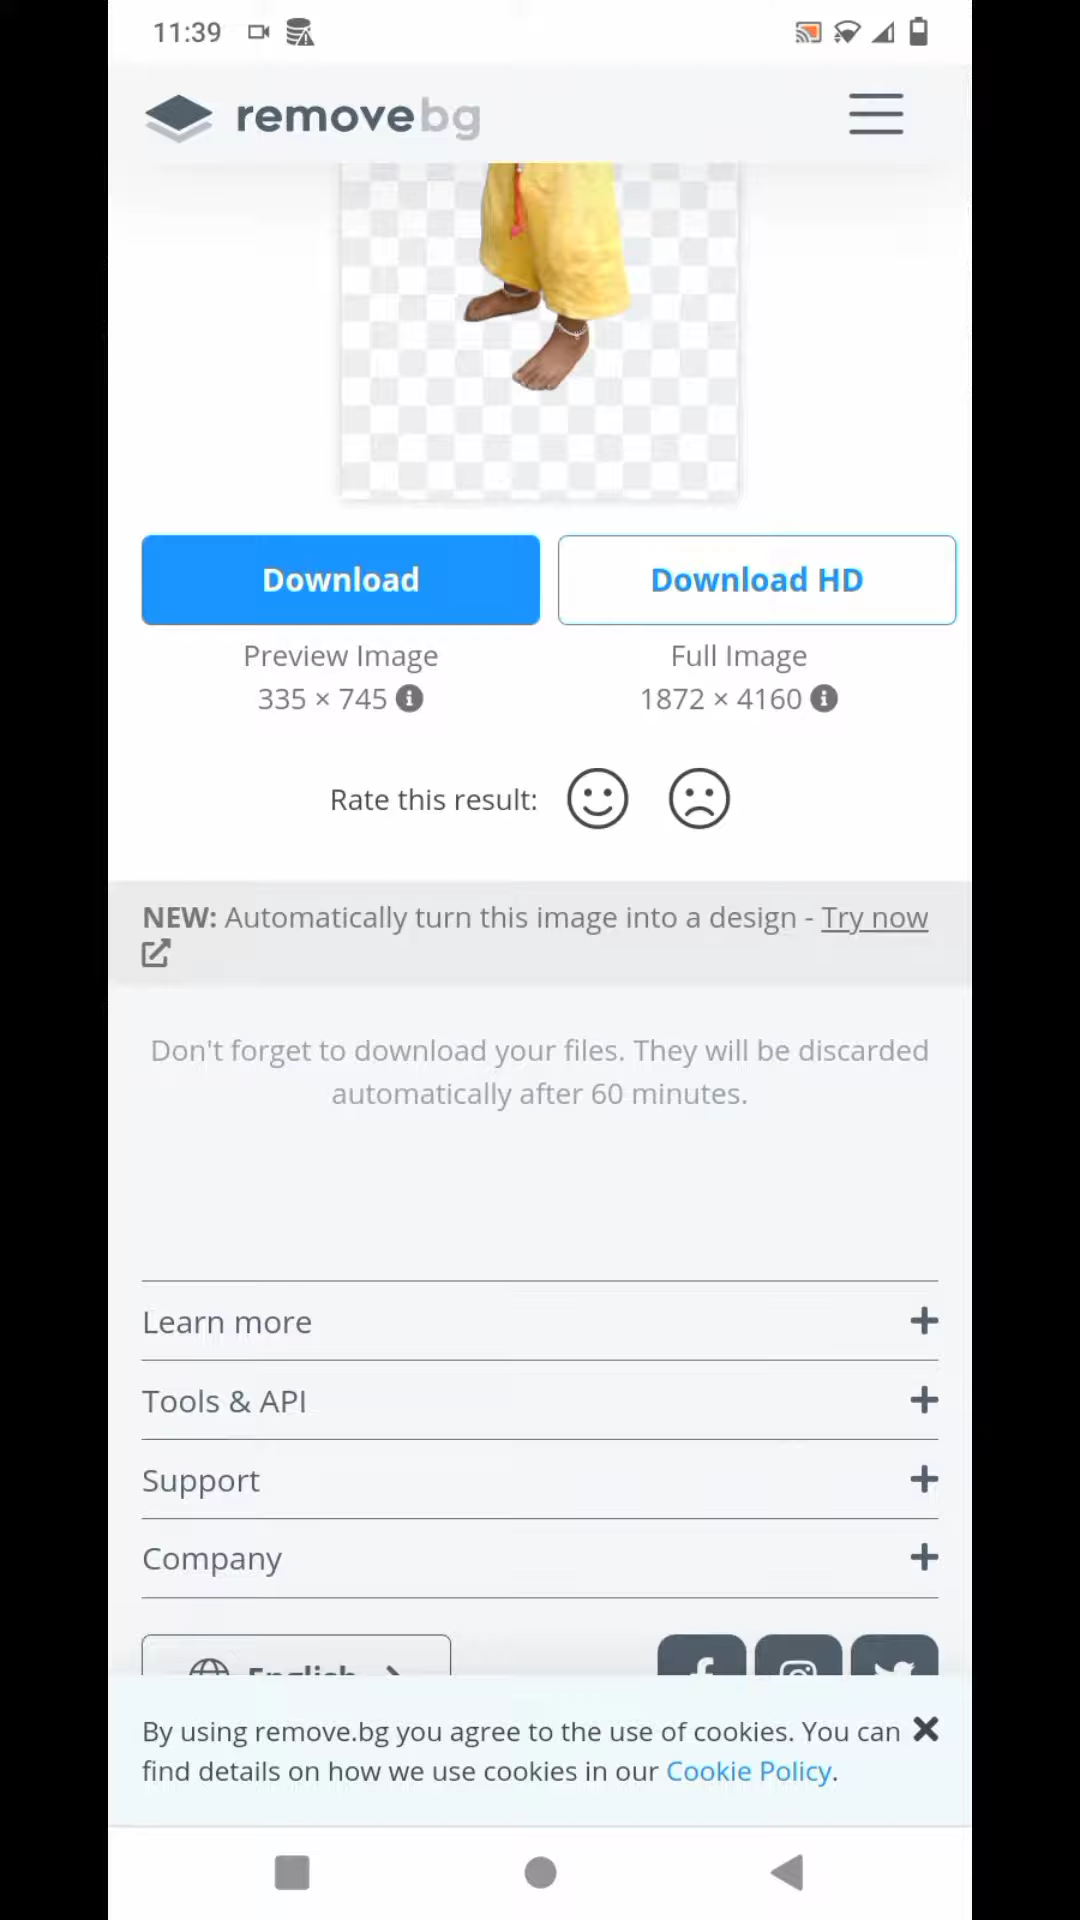 11:39
removebg
Download
Download HD
Preview Image
Full Image
335 × 745
1872 × 4160
Rate this result:
NEW: Automatically turn this image into a design - Try now
Don't forget to download your files. They will be discarded
automatically after 60 minutes.
Learn more
Tools & API
Support
Company
English
By using remove.bg you agree to the use of cookies. You can
find details on how we use cookies in our Cookie Policy.